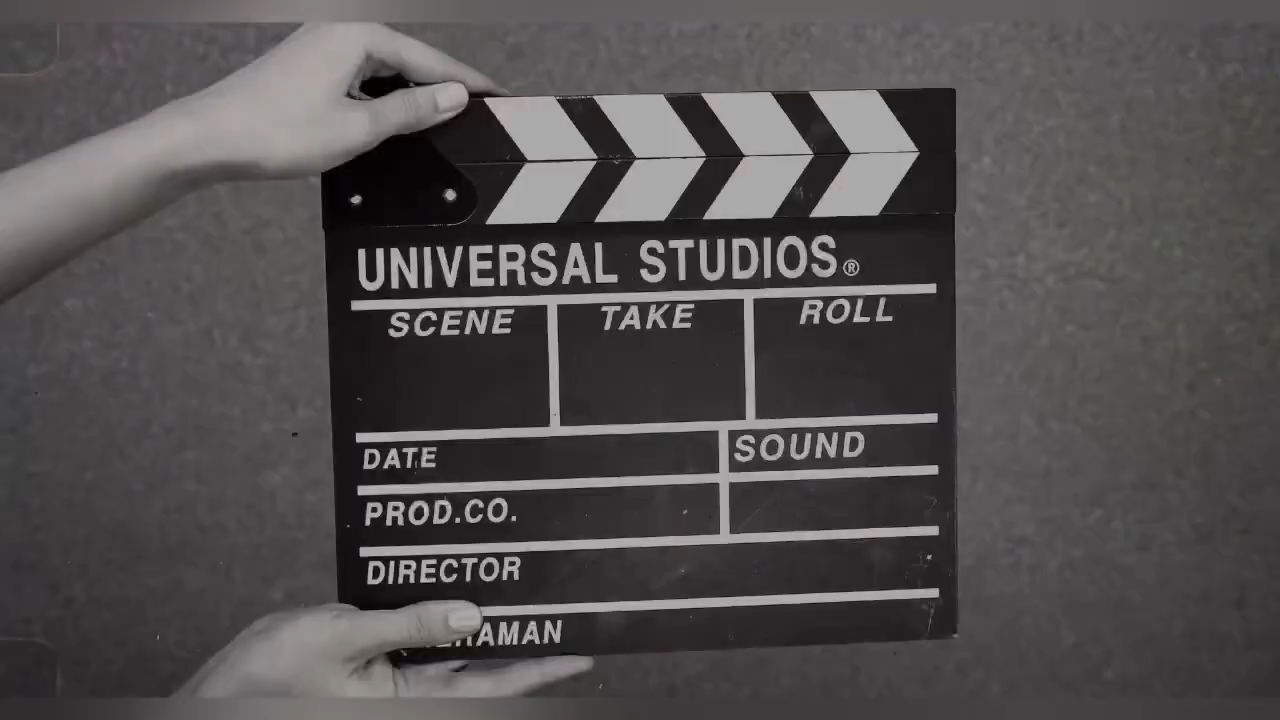 UNIVERSAL STUDIOS®
SCENE TAKE ROLL
DATE SOUND
PROD.CO.
DIRECTOR